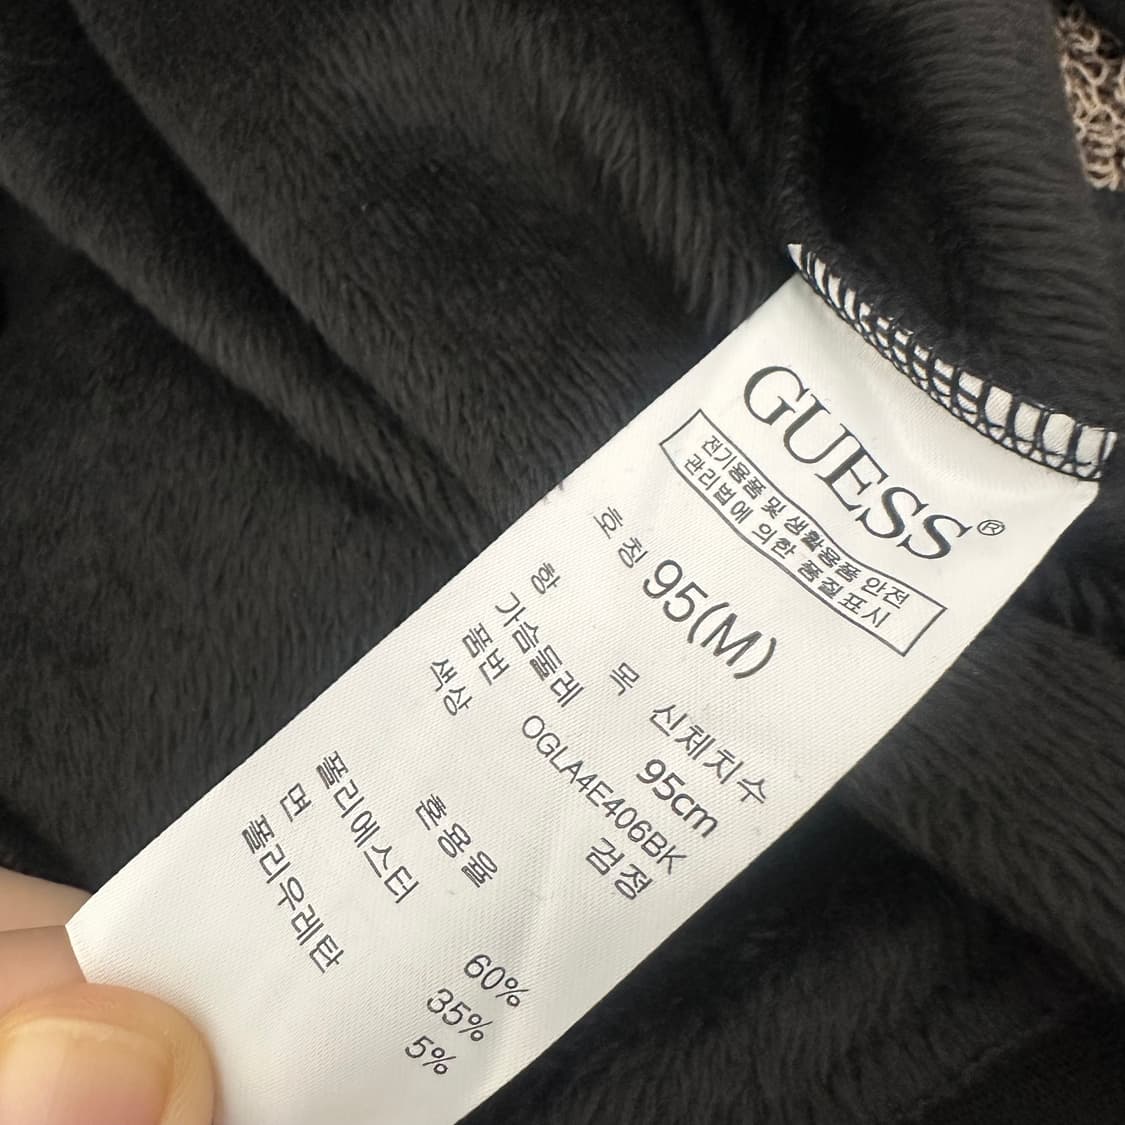 GUESS®
전기용품 및 생활용품 안전
관리법에 의한 품질표시
호칭 95(M)
항 목 신체치수
가슴둘레 95cm
품번 OGLA4E406BK
색상 검정
혼용율
폴리에스터 60%
면 35%
폴리우레탄 5%